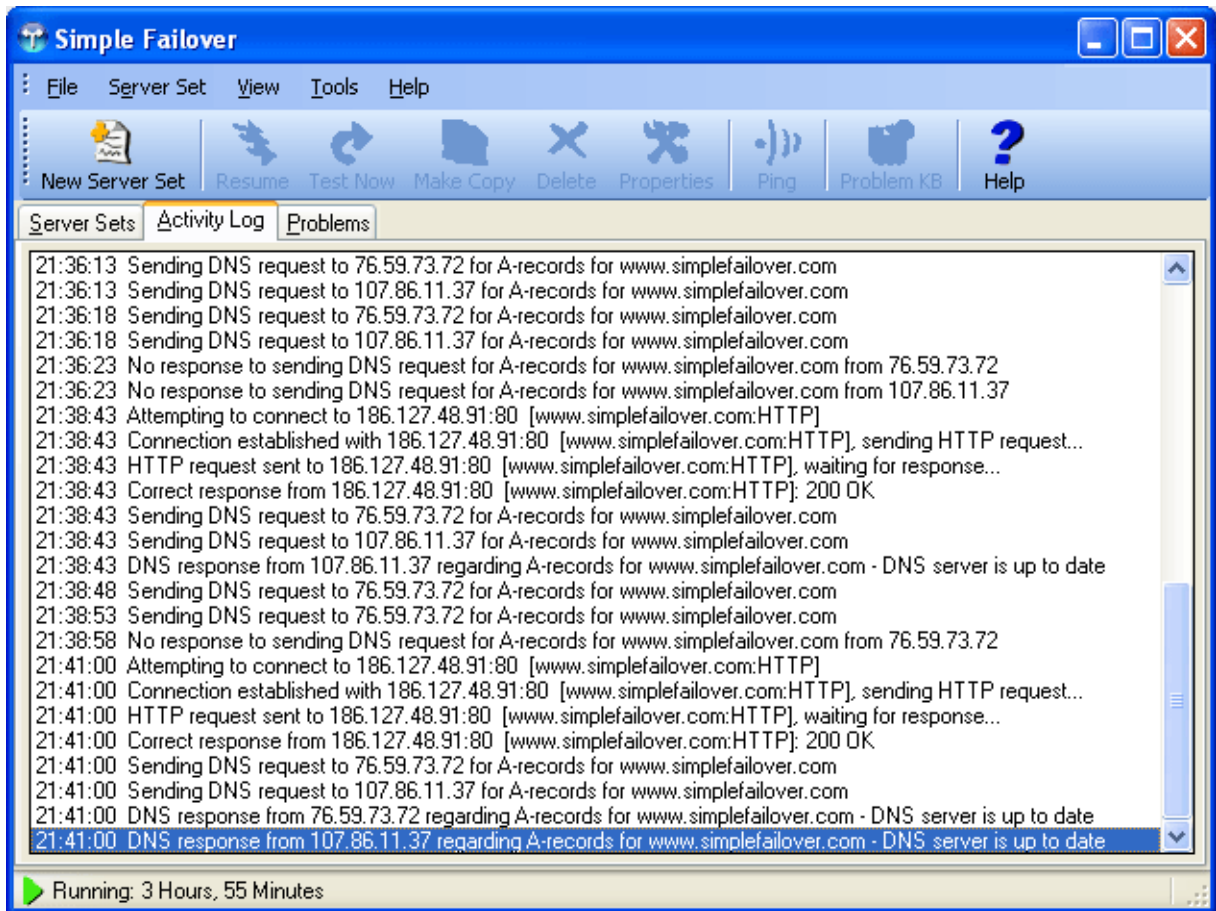 Simple Failover
File Server Set View Tools Help
New Server Set Resume Test Now Make Copy Delete Properties Ping Problem KB Help
Server Sets Activity Log Problems
21:36:13 Sending DNS request to 76.59.73.72 for A-records for www.simplefailover.com
21:36:13 Sending DNS request to 107.86.11.37 for A-records for www.simplefailover.com
21:36:18 Sending DNS request to 76.59.73.72 for A-records for www.simplefailover.com
21:36:18 Sending DNS request to 107.86.11.37 for A-records for www.simplefailover.com
21:36:23 No response to sending DNS request for A-records for www.simplefailover.com from 76.59.73.72
21:36:23 No response to sending DNS request for A-records for www.simplefailover.com from 107.86.11.37
21:38:43 Attempting to connect to 186.127.48.91:80 [www.simplefailover.com:HTTP]
21:38:43 Connection established with 186.127.48.91:80 [www.simplefailover.com:HTTP], sending HTTP request...
21:38:43 HTTP request sent to 186.127.48.91:80 [www.simplefailover.com:HTTP], waiting for response...
21:38:43 Correct response from 186.127.48.91:80 [www.simplefailover.com:HTTP]: 200 OK
21:38:43 Sending DNS request to 76.59.73.72 for A-records for www.simplefailover.com
21:38:43 Sending DNS request to 107.86.11.37 for A-records for www.simplefailover.com
21:38:43 DNS response from 107.86.11.37 regarding A-records for www.simplefailover.com - DNS server is up to date
21:38:48 Sending DNS request to 76.59.73.72 for A-records for www.simplefailover.com
21:38:53 Sending DNS request to 76.59.73.72 for A-records for www.simplefailover.com
21:38:58 No response to sending DNS request for A-records for www.simplefailover.com from 76.59.73.72
21:41:00 Attempting to connect to 186.127.48.91:80 [www.simplefailover.com:HTTP]
21:41:00 Connection established with 186.127.48.91:80 [www.simplefailover.com:HTTP], sending HTTP request...
21:41:00 HTTP request sent to 186.127.48.91:80 [www.simplefailover.com:HTTP], waiting for response...
21:41:00 Correct response from 186.127.48.91:80 [www.simplefailover.com:HTTP]: 200 OK
21:41:00 Sending DNS request to 76.59.73.72 for A-records for www.simplefailover.com
21:41:00 Sending DNS request to 107.86.11.37 for A-records for www.simplefailover.com
21:41:00 DNS response from 76.59.73.72 regarding A-records for www.simplefailover.com - DNS server is up to date
21:41:00 DNS response from 107.86.11.37 regarding A-records for www.simplefailover.com - DNS server is up to date
Running: 3 Hours, 55 Minutes